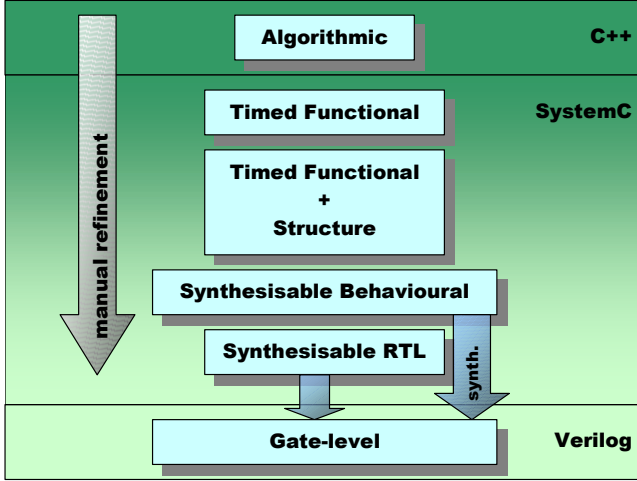 Algorithmic
C++
Timed Functional
SystemC
Timed Functional
+
Structure
manual refinement
Synthesisable Behavioural
Synthesisable RTL
synth.
Gate-level
Verilog